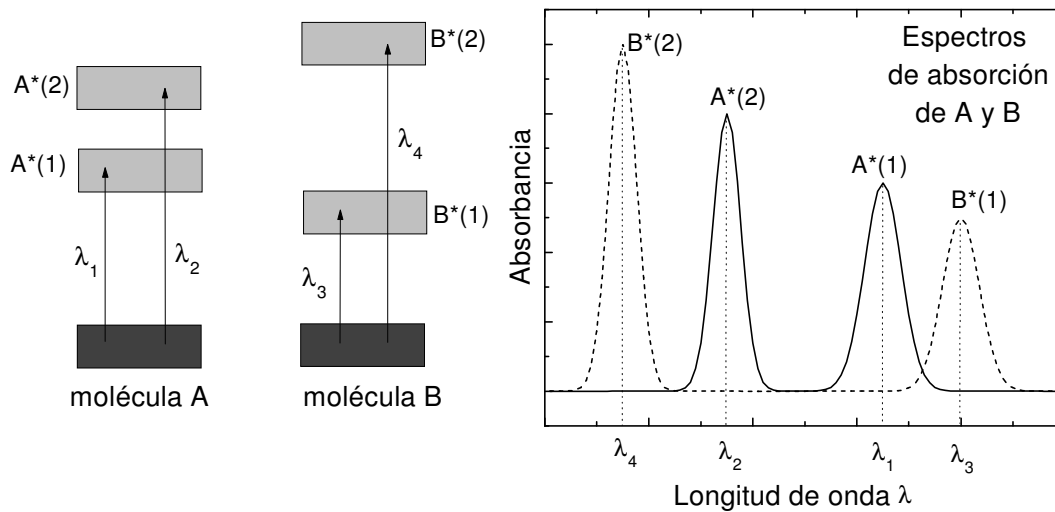 A*(2)
A*(1)
λ1
λ2
molécula A
B*(2)
B*(1)
λ4
λ3
molécula B
Espectros
de absorción
de A y B
B*(2)
A*(2)
A*(1)
B*(1)
Absorbancia
λ4 λ2 λ1 λ3
Longitud de onda λ